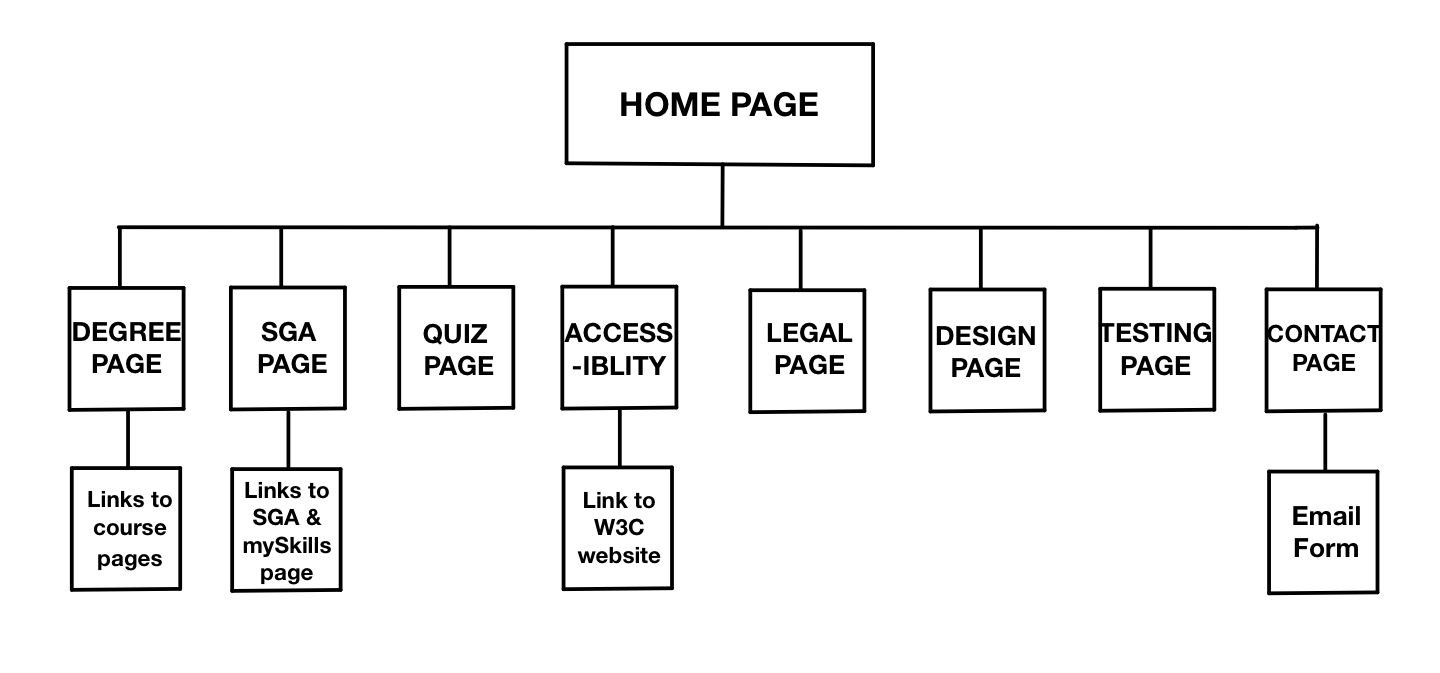 HOME PAGE
DEGREE
PAGE
SGA
PAGE
QUIZ
PAGE
ACCESS
-IBLITY
LEGAL
PAGE
DESIGN
PAGE
TESTING
PAGE
CONTACT
PAGE
Links to
course
pages
Links to
SGA &
mySkills
page
Link to
W3C
website
Email
Form